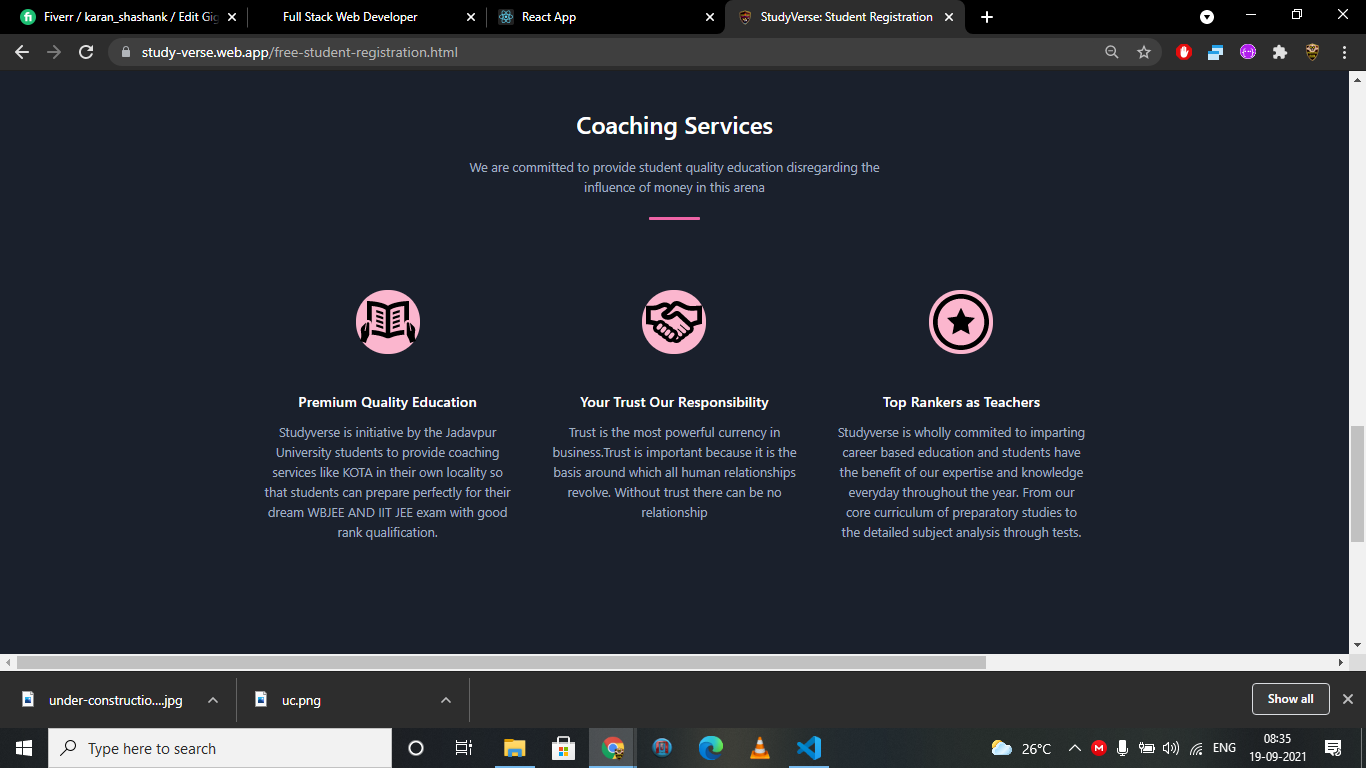 Fiverr / karan_shashank / Edit Gig
Full Stack Web Developer
React App
StudyVerse: Student Registration
study-verse.web.app/free-student-registration.html
Coaching Services
We are committed to provide student quality education disregarding the
influence of money in this arena
Premium Quality Education
Studyverse is initiative by the Jadavpur
University students to provide coaching
services like KOTA in their own locality so
that students can prepare perfectly for their
dream WBJEE AND IIT JEE exam with good
rank qualification.
Your Trust Our Responsibility
Trust is the most powerful currency in
business.Trust is important because it is the
basis around which all human relationships
revolve. Without trust there can be no
relationship
Top Rankers as Teachers
Studyverse is wholly commited to imparting
career based education and students have
the benefit of our expertise and knowledge
everyday throughout the year. From our
core curriculum of preparatory studies to
the detailed subject analysis through tests.
under-constructio....jpg
uc.png
Show all
Type here to search
26°C
ENG
08:35
19-09-2021